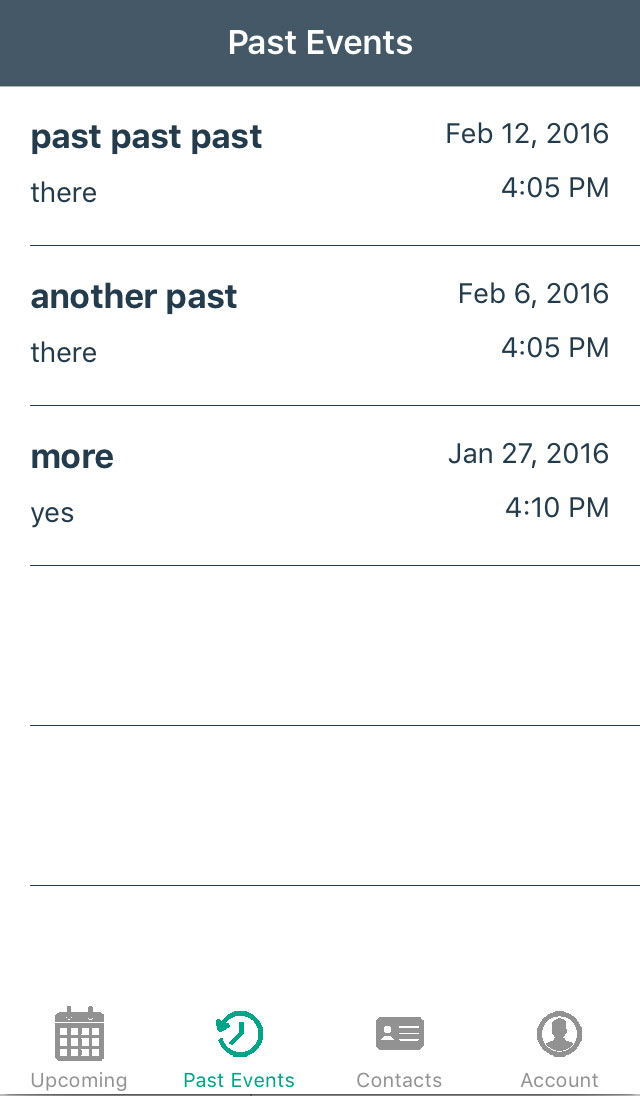 Past Events
past past past Feb 12, 2016
there 4:05 PM
another past Feb 6, 2016
there 4:05 PM
more Jan 27, 2016
yes 4:10 PM
Upcoming Past Events Contacts Account